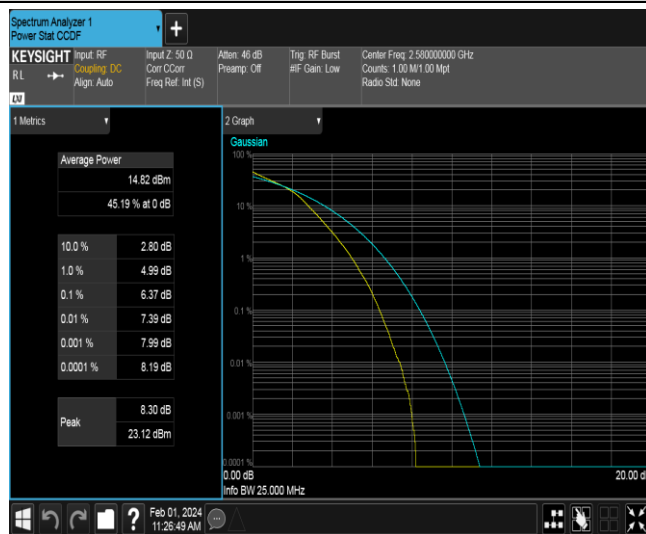 Spectrum Analyzer 1
Power Stat CCDF
+
KEYSIGHT
RL
LXI
Input: RF
Coupling: DC
Align: Auto
Input Z: 50 Ω
Corr CCorr
Freq Ref: Int (S)
Atten: 46 dB
Preamp: Off
Trig: RF Burst
#IF Gain: Low
Center Freq: 2.580000000 GHz
Counts: 1.00 M/1.00 Mpt
Radio Std: None
1 Metrics
Average Power
14.82 dBm
45.19 % at 0 dB
10.0 % 2.80 dB
1.0 % 4.99 dB
0.1 % 6.37 dB
0.01 % 7.39 dB
0.001 % 7.99 dB
0.0001 % 8.19 dB
Peak
8.30 dB
23.12 dBm
2 Graph
Gaussian
100 %
10 %
1 %
0.1 %
0.01 %
0.001 %
0.0001 %
0.00 dB
20.00 d
Info BW 25.000 MHz
?
Feb 01, 2024
11:26:49 AM